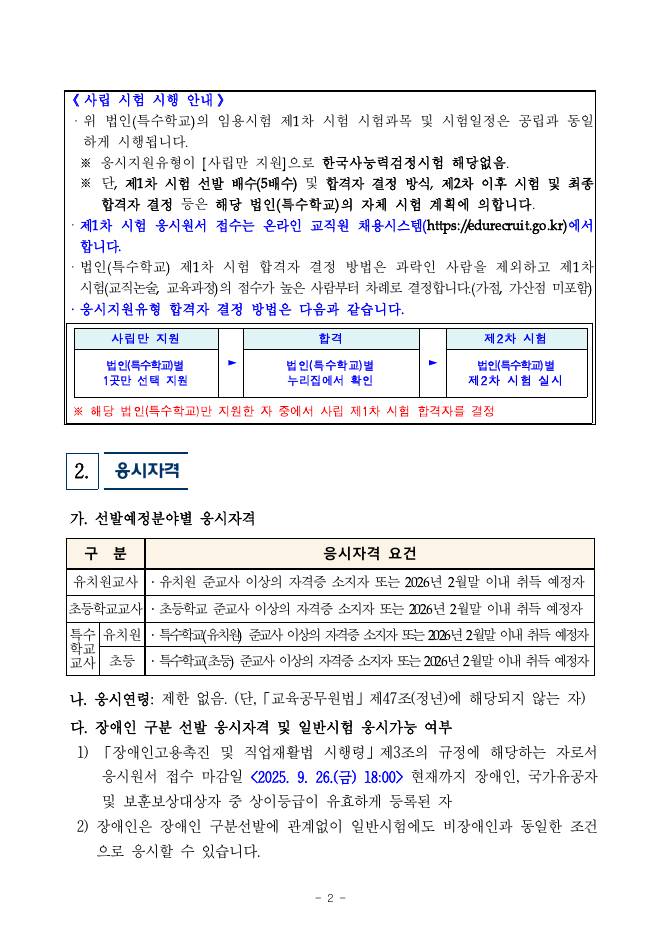 《 사립 시험 시행 안내 》
· 위 법인(특수학교)의 임용시험 제1차 시험 시험과목 및 시험일정은 공립과 동일
하게 시행됩니다.
※ 응시지원유형이 [사립만 지원]으로 한국사능력검정시험 해당없음.
※ 단, 제1차 시험 선발 배수(5배수) 및 합격자 결정 방식, 제2차 이후 시험 및 최종
합격자 결정 등은 해당 법인(특수학교)의 자체 시험 계획에 의합니다.
· 제1차 시험 응시원서 접수는 온라인 교직원 채용시스템(https://edurecruit.go.kr)에서
합니다.
· 법인(특수학교) 제1차 시험 합격자 결정 방법은 과락인 사람을 제외하고 제1차
시험(교직논술, 교육과정)의 점수가 높은 사람부터 차례로 결정합니다.(가점, 가산점 미포함)
· 응시지원유형 합격자 결정 방법은 다음과 같습니다.
사립만 지원 합격 제2차 시험
법인(특수학교)별 ► 법인(특수학교)별 ► 법인(특수학교)별
1곳만 선택 지원 누리집에서 확인 제2차 시험 실시
※ 해당 법인(특수학교)만 지원한 자 중에서 사립 제1차 시험 합격자를 결정
2. 응시자격
가. 선발예정분야별 응시자격
구 분 응시자격 요건
유치원교사 · 유치원 준교사 이상의 자격증 소지자 또는 2026년 2월말 이내 취득 예정자
초등학교교사 · 초등학교 준교사 이상의 자격증 소지자 또는 2026년 2월말 이내 취득 예정자
특수학교교사 유치원 · 특수학교(유치원) 준교사 이상의 자격증 소지자 또는 2026년 2월말 이내 취득 예정자
초등 · 특수학교(초등) 준교사 이상의 자격증 소지자 또는 2026년 2월말 이내 취득 예정자
나. 응시연령: 제한 없음. (단,「교육공무원법」제47조(정년)에 해당되지 않는 자)
다. 장애인 구분 선발 응시자격 및 일반시험 응시가능 여부
1) 「장애인고용촉진 및 직업재활법 시행령」제3조의 규정에 해당하는 자로서
응시원서 접수 마감일 <2025. 9. 26.(금) 18:00> 현재까지 장애인, 국가유공자
및 보훈보상대상자 중 상이등급이 유효하게 등록된 자
2) 장애인은 장애인 구분선발에 관계없이 일반시험에도 비장애인과 동일한 조건
으로 응시할 수 있습니다.
- 2 -